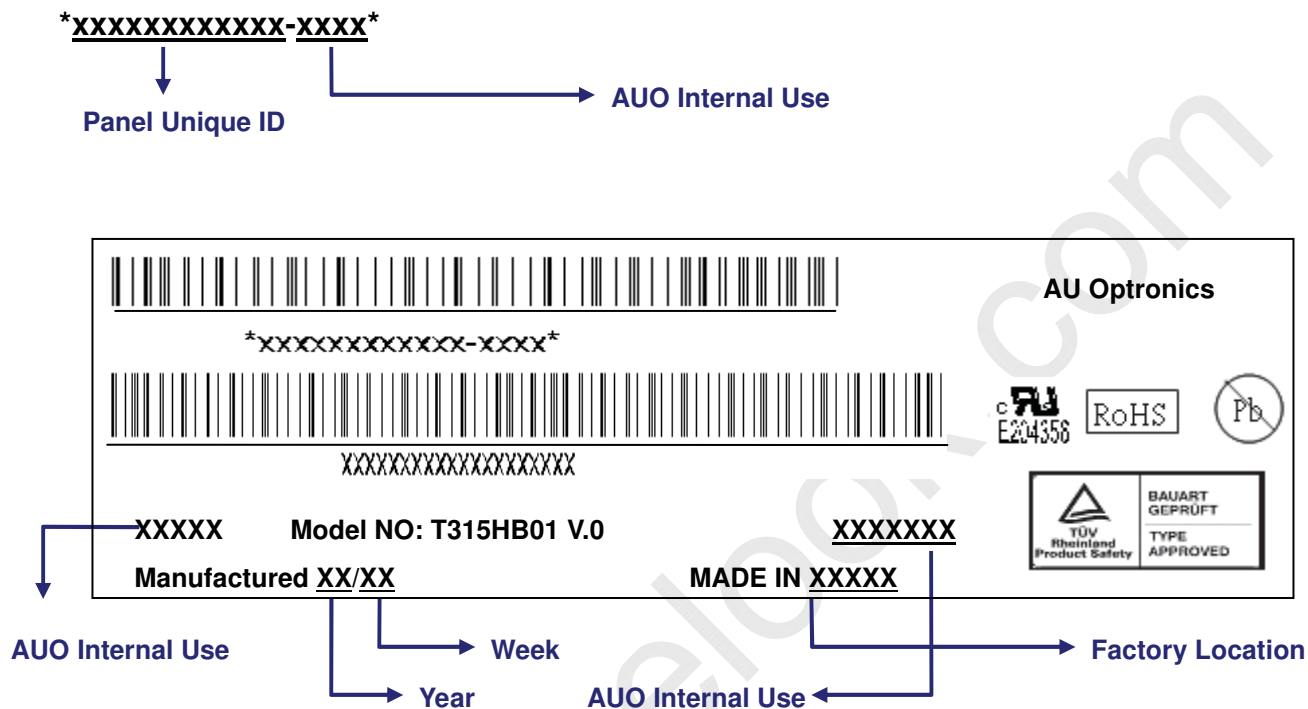 *xxxxxxxxxxxx-xxxx*
AUO Internal Use
Panel Unique ID
AU Optronics
*xxxxxxxxxxxx-xxxx*
c
E204356
RoHS
Pb
XXXXXXXXXXXXXXXXXXXX
TÜV
Rheinland
Product Safety
BAUART
GEPRÜFT
TYPE
APPROVED
XXXXX Model NO: T315HB01 V.0 XXXXXXX
Manufactured XX/XX MADE IN XXXXX
AUO Internal Use
Week
Factory Location
Year
AUO Internal Use